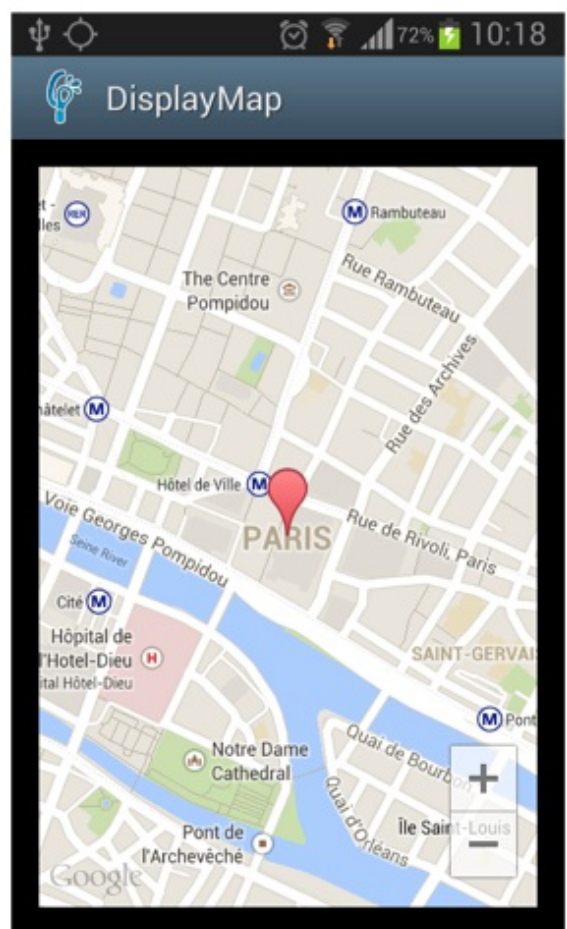 72% 10:18
DisplayMap
t -
lles
RER
M Rambuteau
The Centre
Pompidou
Rue Rambuteau
Rue des Archives
hâtelet M
Hôtel de Ville M
PARIS
Rue de Rivoli, Paris
Voie Georges Pompidou
Seine River
Cité M
Hôpital de
l'Hotel-Dieu H
ital Hôtel-Dieu
SAINT-GERVAI
M Pont
Notre Dame
Cathedral
Quai de Bourbon
Quai d'Orléans
Île Saint-Louis
Pont de
l'Archevêché
Google
+
−